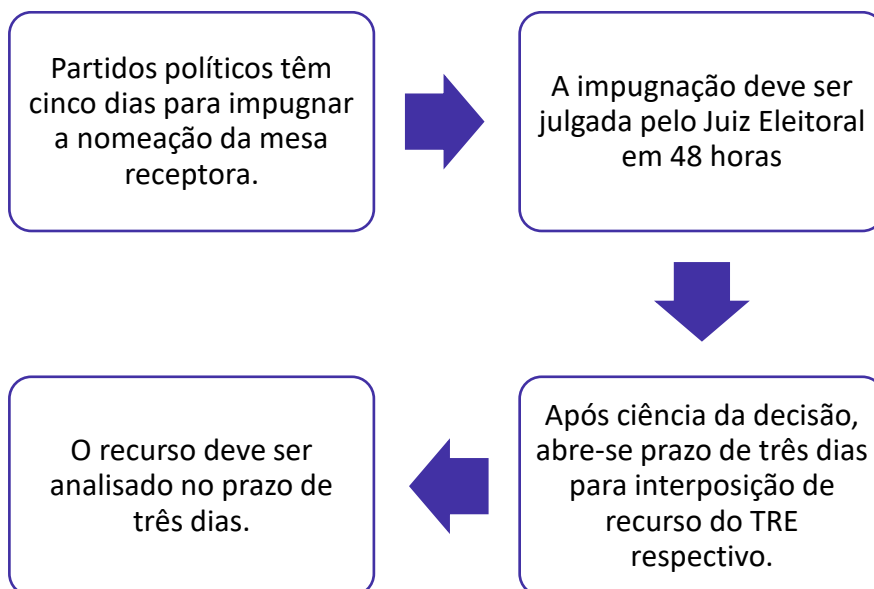 Partidos políticos têm
cinco dias para impugnar
a nomeação da mesa
receptora.
A impugnação deve ser
julgada pelo Juiz Eleitoral
em 48 horas
Após ciência da decisão,
abre-se prazo de três dias
para interposição de
recurso do TRE
respectivo.
O recurso deve ser
analisado no prazo de
três dias.